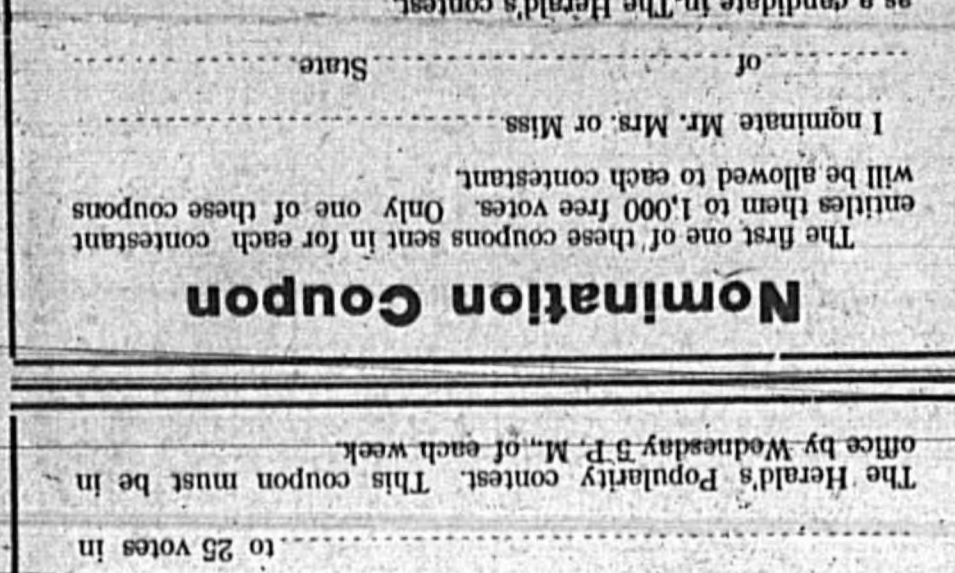 to 25 votes in
The Herald's Popularity contest. This coupon must be in
office by Wednesday 5 P. M., of each week.
Nomination Coupon
The first one of these coupons sent in for each contestant
entitles them to 1,000 free votes. Only one of these coupons
will be allowed to each contestant.
I nominate Mr. Mrs. or Miss
of State
as a candidate in The Herald's contest.